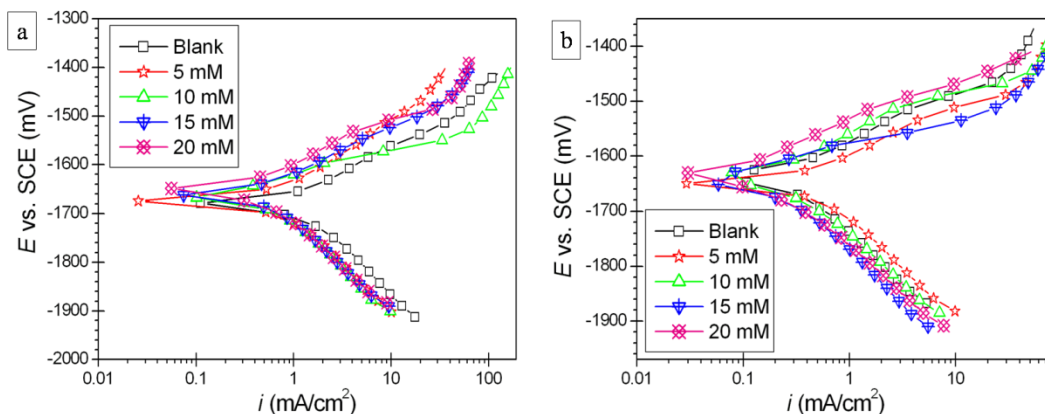 a
-1300
-1400
-1500
-1600
-1700
-1800
-1900
-2000
E vs. SCE (mV)
Blank
5 mM
10 mM
15 mM
20 mM
0.01 0.1 1 10 100
i (mA/cm²)
b
-1400
-1500
-1600
-1700
-1800
-1900
E vs. SCE (mV)
Blank
5 mM
10 mM
15 mM
20 mM
0.01 0.1 1 10
i (mA/cm²)